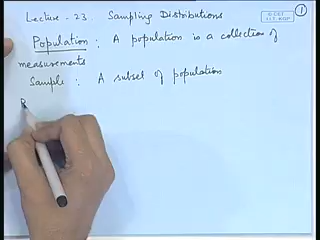 Lecture - 23. Sampling Distributions
Population : A population is a collection of
measurements
Sample : A subset of population